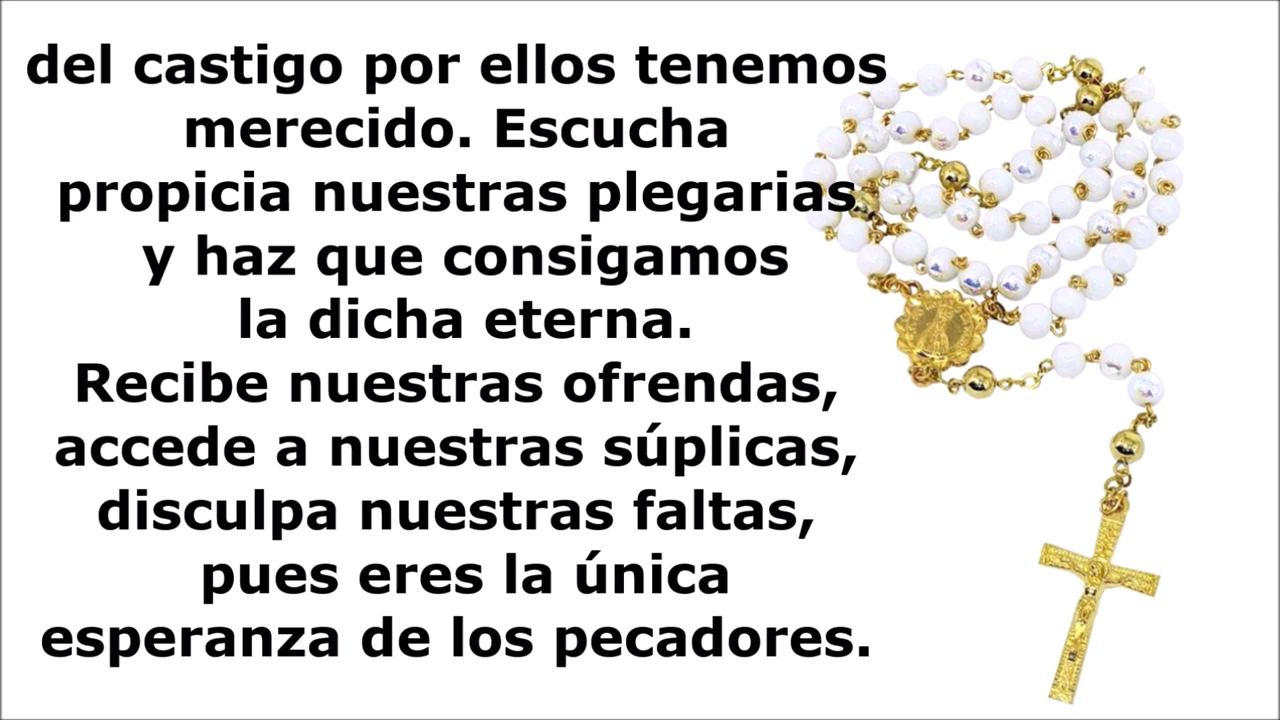 del castigo por ellos tenemos
merecido. Escucha
propicia nuestras plegarias
y haz que consigamos
la dicha eterna.
Recibe nuestras ofrendas,
accede a nuestras súplicas,
disculpa nuestras faltas,
pues eres la única
esperanza de los pecadores.